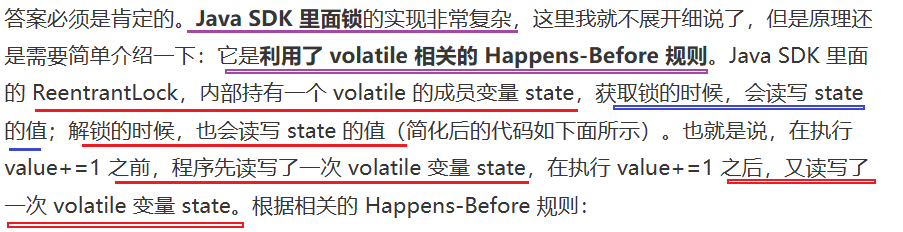 答案必须是肯定的。Java SDK 里面锁的实现非常复杂，这里我就不展开细说了，但是原理还
是需要简单介绍一下：它是利用了 volatile 相关的 Happens-Before 规则。Java SDK 里面
的 ReentrantLock，内部持有一个 volatile 的成员变量 state，获取锁的时候，会读写 state
的值；解锁的时候，也会读写 state 的值（简化后的代码如下面所示）。也就是说，在执行
value+=1 之前，程序先读写了一次 volatile 变量 state，在执行 value+=1 之后，又读写了
一次 volatile 变量 state。根据相关的 Happens-Before 规则：